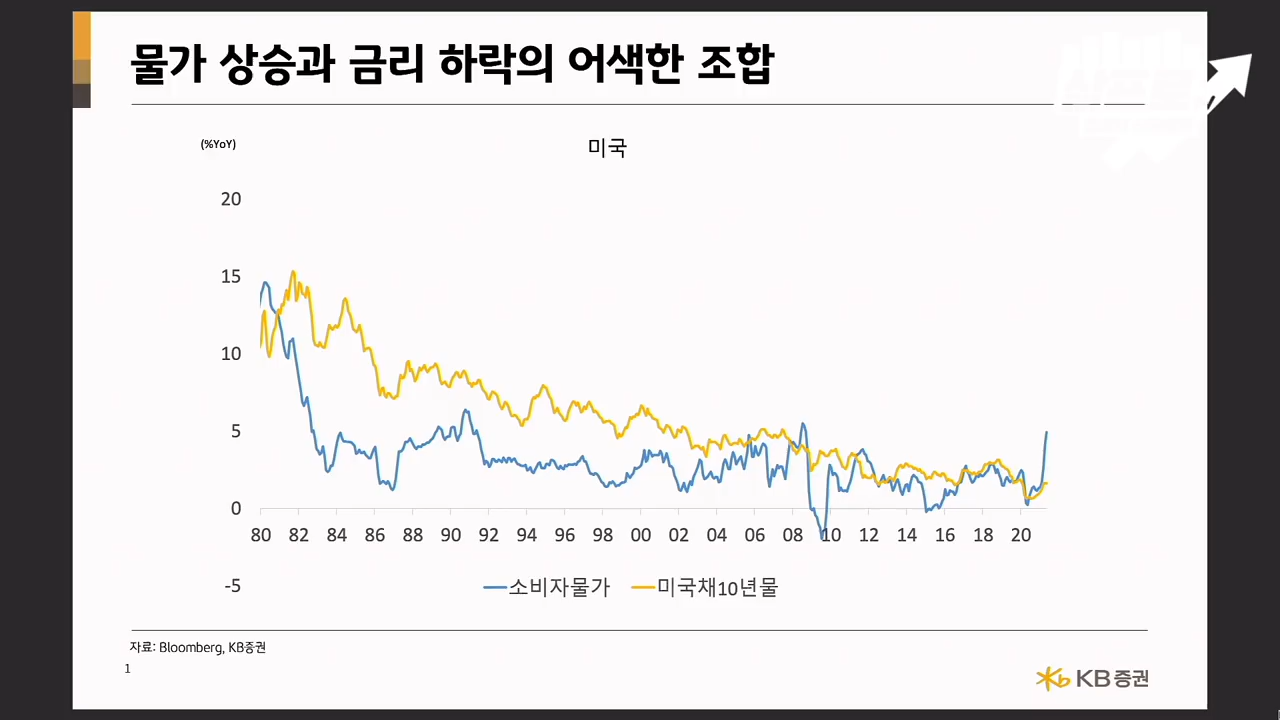 물가 상승과 금리 하락의 어색한 조합
(%YoY)
미국
20
15
10
5
0
80 82 84 86 88 90 92 94 96 98 00 02 04 06 08 10 12 14 16 18 20
-5
소비자물가 미국채10년물
자료: Bloomberg, KB증권
1
KB증권